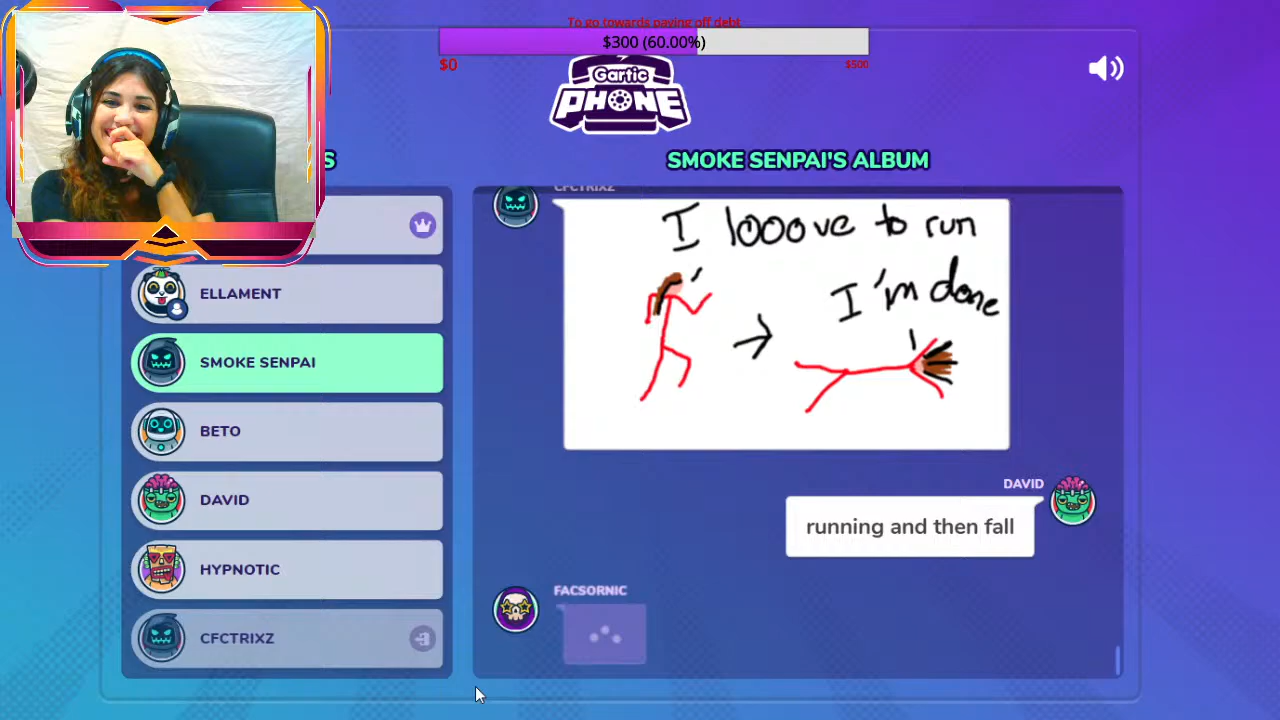 To go towards paying off debt
$300 (60.00%)
$0
$500
Gartic
PHONE
S
SMOKE SENPAI'S ALBUM
CFCTRIXZ
I looove to run
I'm done
ELLAMENT
SMOKE SENPAI
BETO
DAVID
HYPNOTIC
CFCTRIXZ
DAVID
running and then fall
FACSORNIC